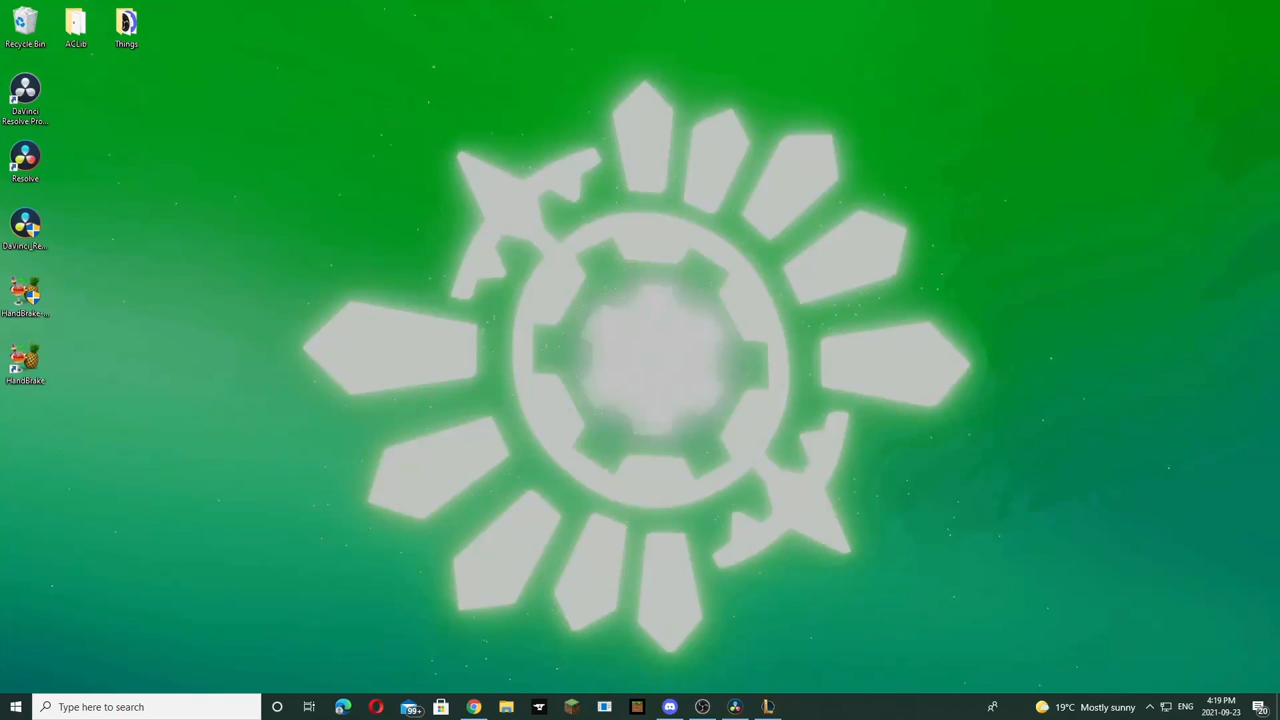 Recycle Bin
ACLib
Things
DaVinci
Resolve Pro...
Resolve
DaVinci_Re...
HandBrake-...
HandBrake
Type here to search
99+
19°C Mostly sunny
ENG
4:19 PM
2021-09-23
20